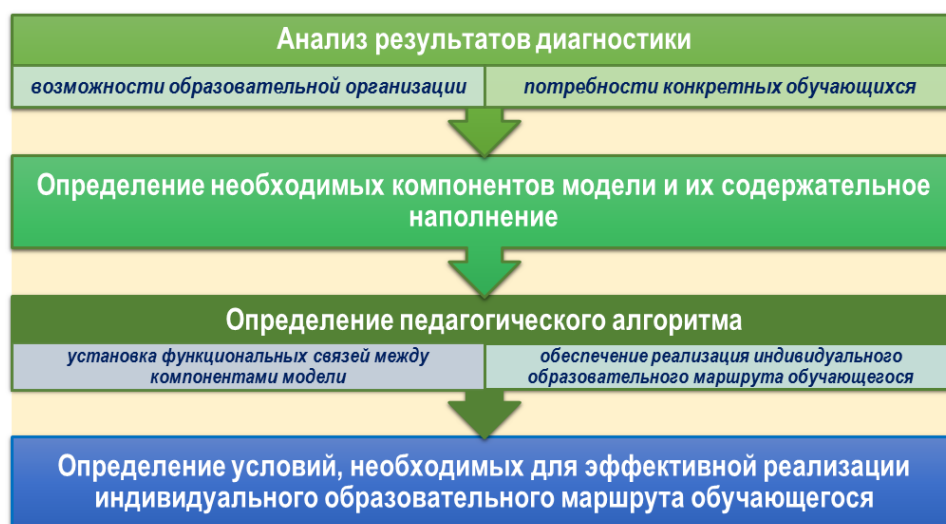 Анализ результатов диагностики
возможности образовательной организации
потребности конкретных обучающихся
Определение необходимых компонентов модели и их содержательное
наполнение
Определение педагогического алгоритма
установка функциональных связей между
компонентами модели
обеспечение реализация индивидуального
образовательного маршрута обучающегося
Определение условий, необходимых для эффективной реализации
индивидуального образовательного маршрута обучающегося